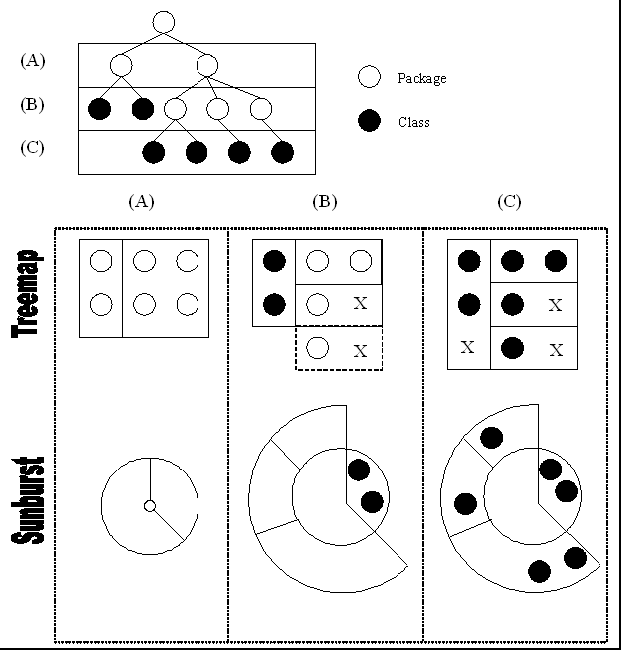 (A)
Package
(B)
Class
(C)
(A) (B) (C)
Treemap
X
X
X
X
X
Sunburst